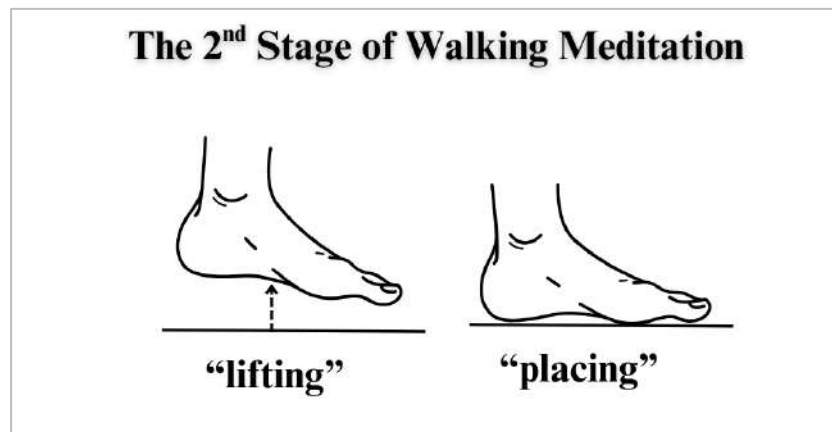 The 2nd Stage of Walking Meditation
“lifting”
“placing”